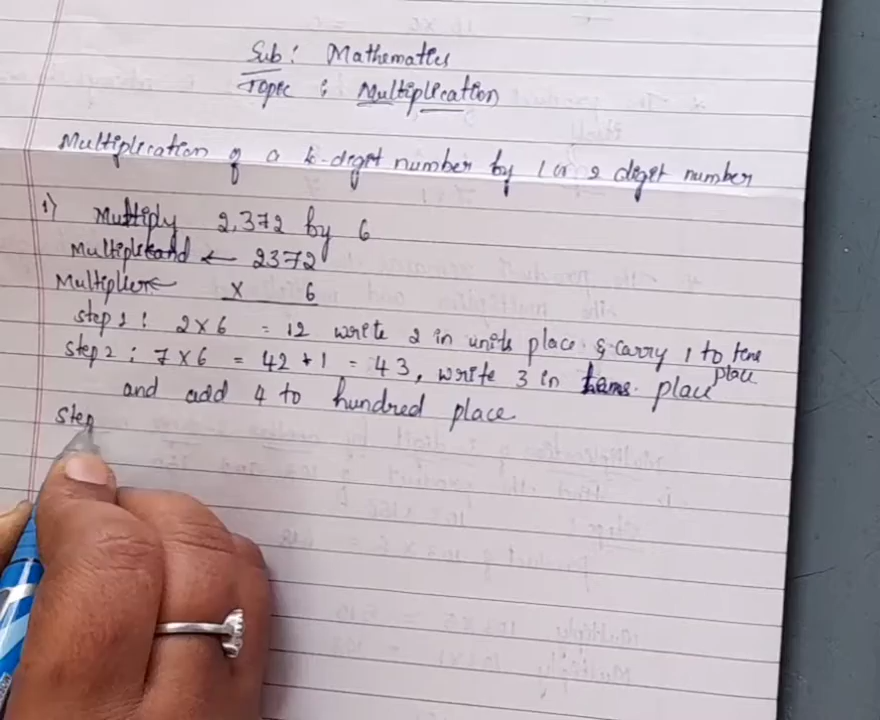 Sub : Mathematics
Topic : Multiplication
Multiplication of a 4-digit number by 1 or 2 digit number
1) Multiply 2,372 by 6
Multiplicand ← 2372
Multiplier ← x 6
Step 1 : 2 x 6 = 12 write 2 in units place & carry 1 to tens place
Step 2 : 7 x 6 = 42 + 1 = 43, write 3 in tens place
and add 4 to hundred place
Step